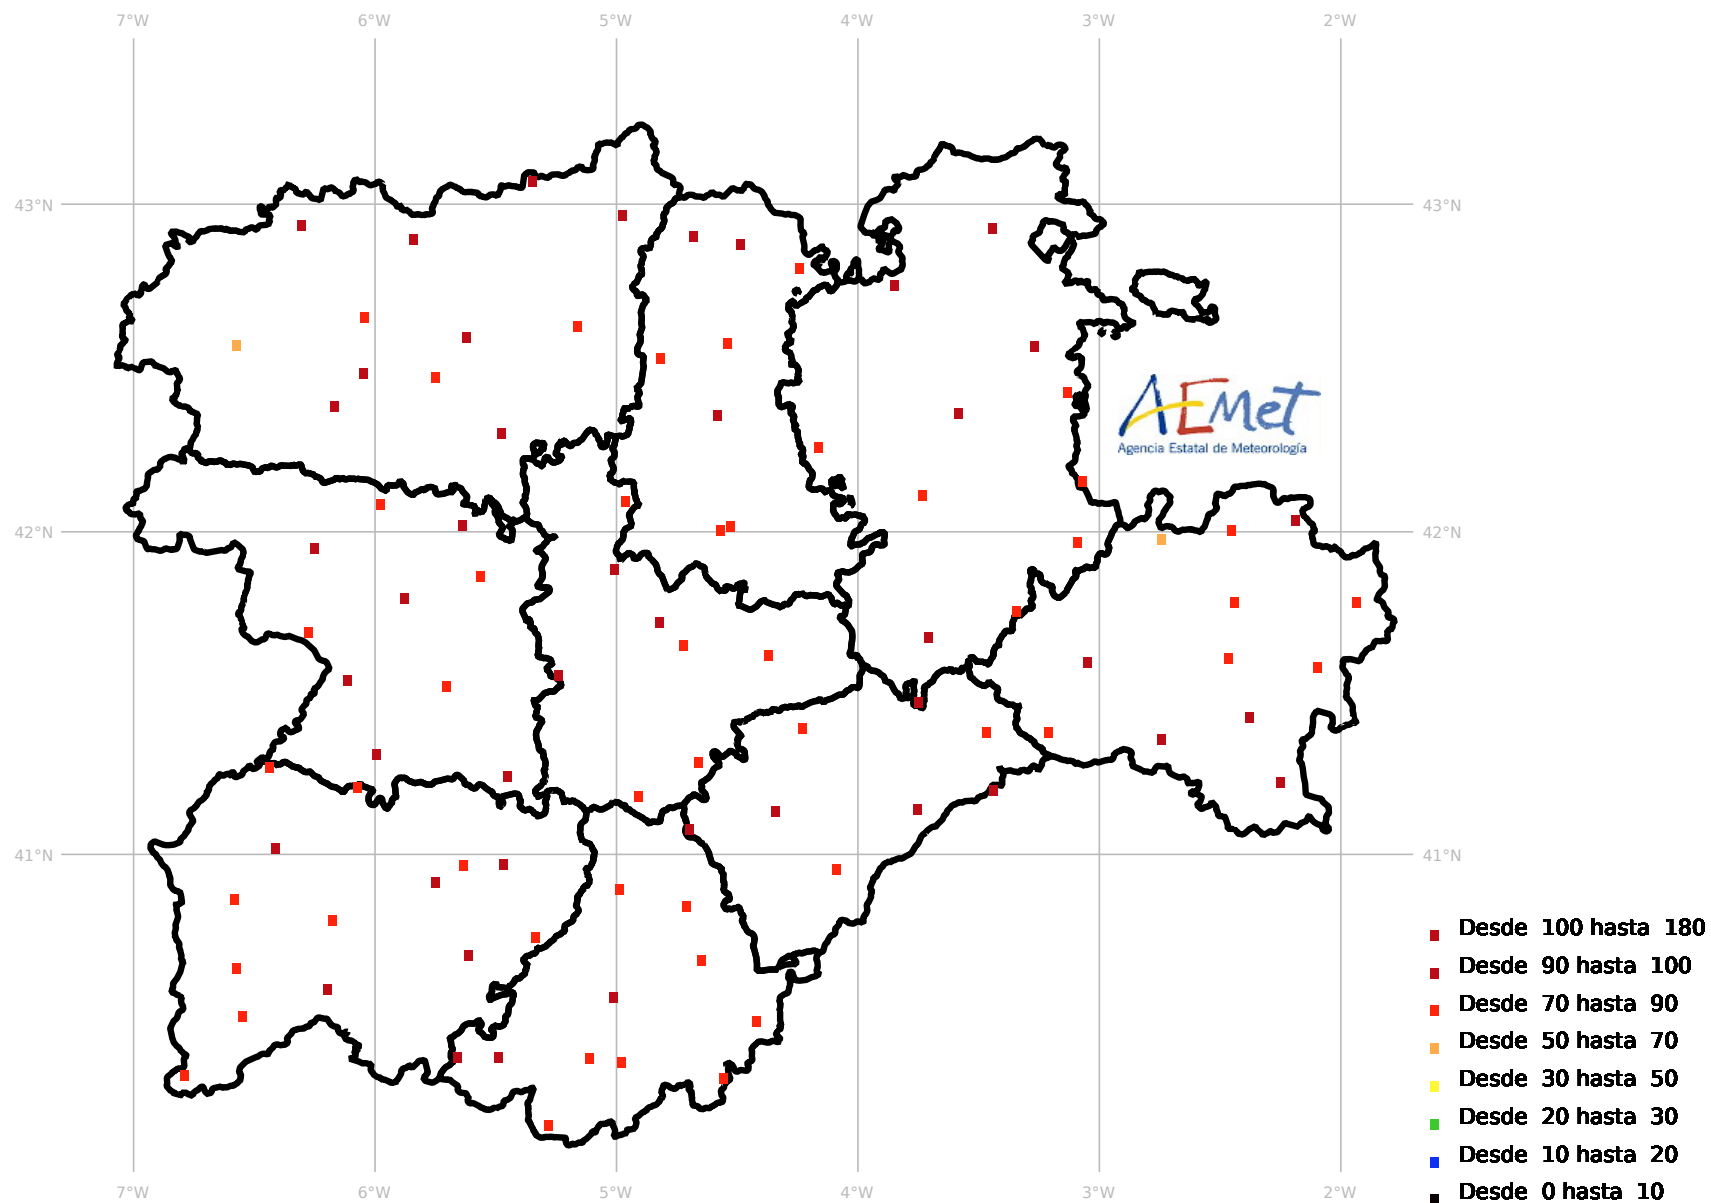 7°W 6°W 5°W 4°W 3°W 2°W
43°N 43°N
AEMet
Agencia Estatal de Meteorología
42°N 42°N
41°N 41°N
Desde 100 hasta 180
Desde 90 hasta 100
Desde 70 hasta 90
Desde 50 hasta 70
Desde 30 hasta 50
Desde 20 hasta 30
Desde 10 hasta 20
Desde 0 hasta 10
7°W 6°W 5°W 4°W 3°W 2°W